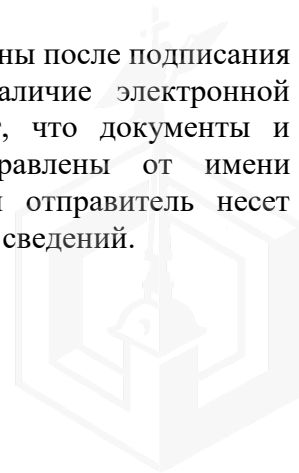 ны после подписания
аличие электронной
, что документы и
равлены от имени
отправитель несет
сведений.